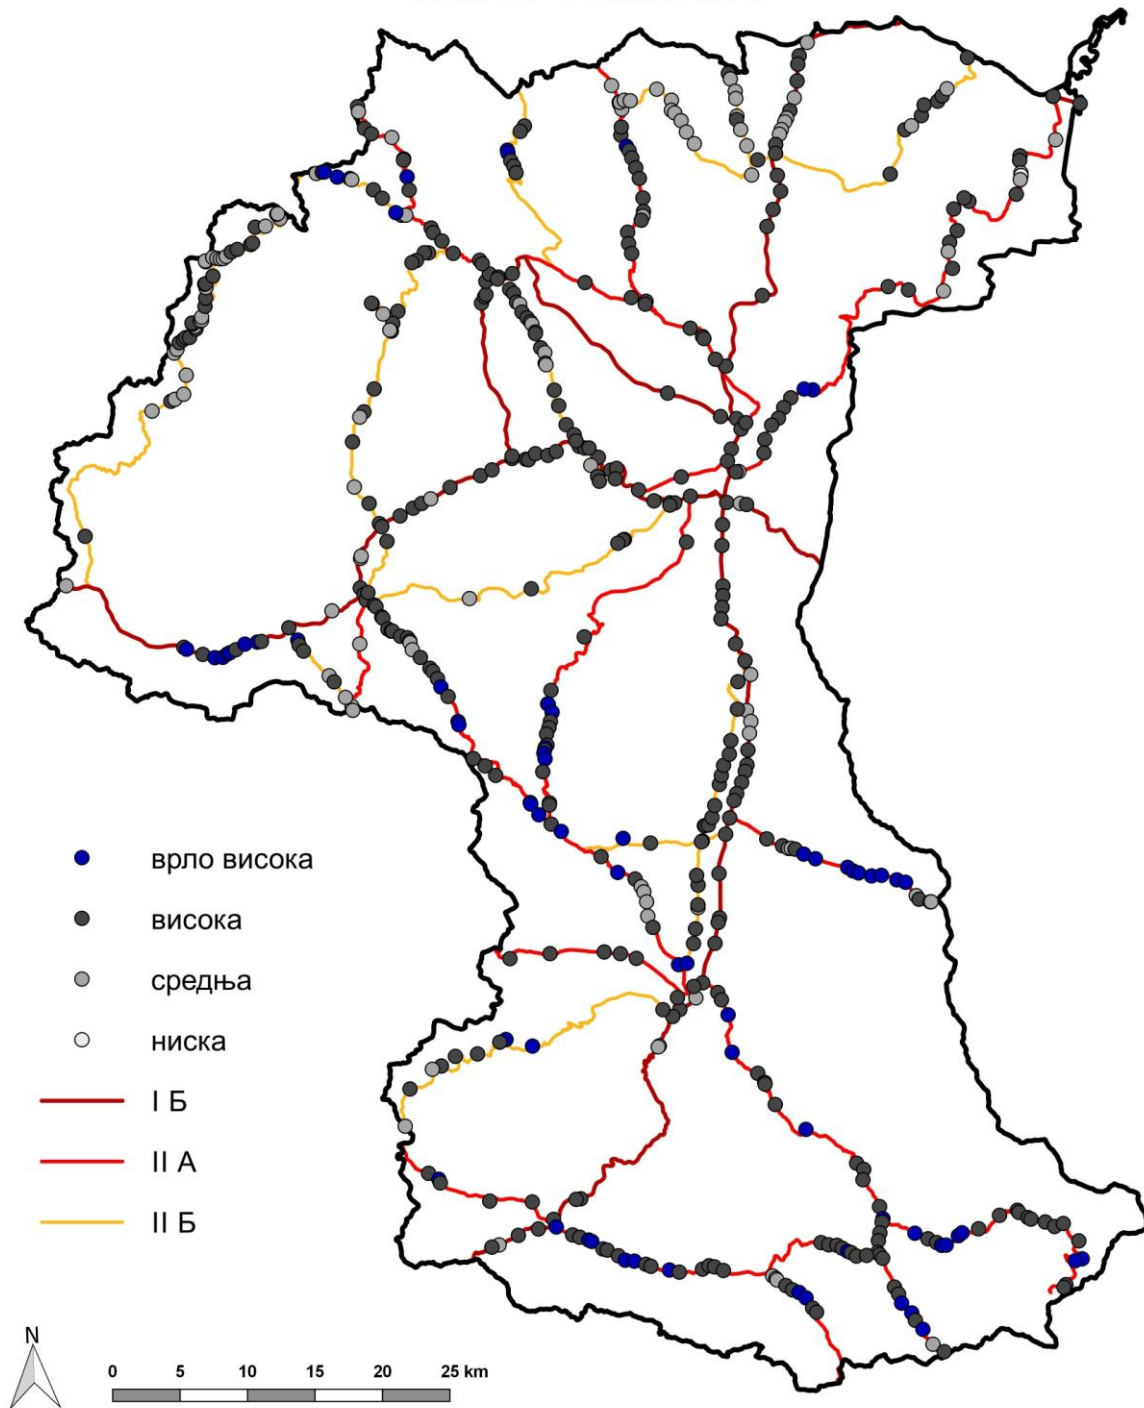 врло висока
висока
средња
ниска
I Б
II А
II Б
N
0 5 10 15 20 25 km